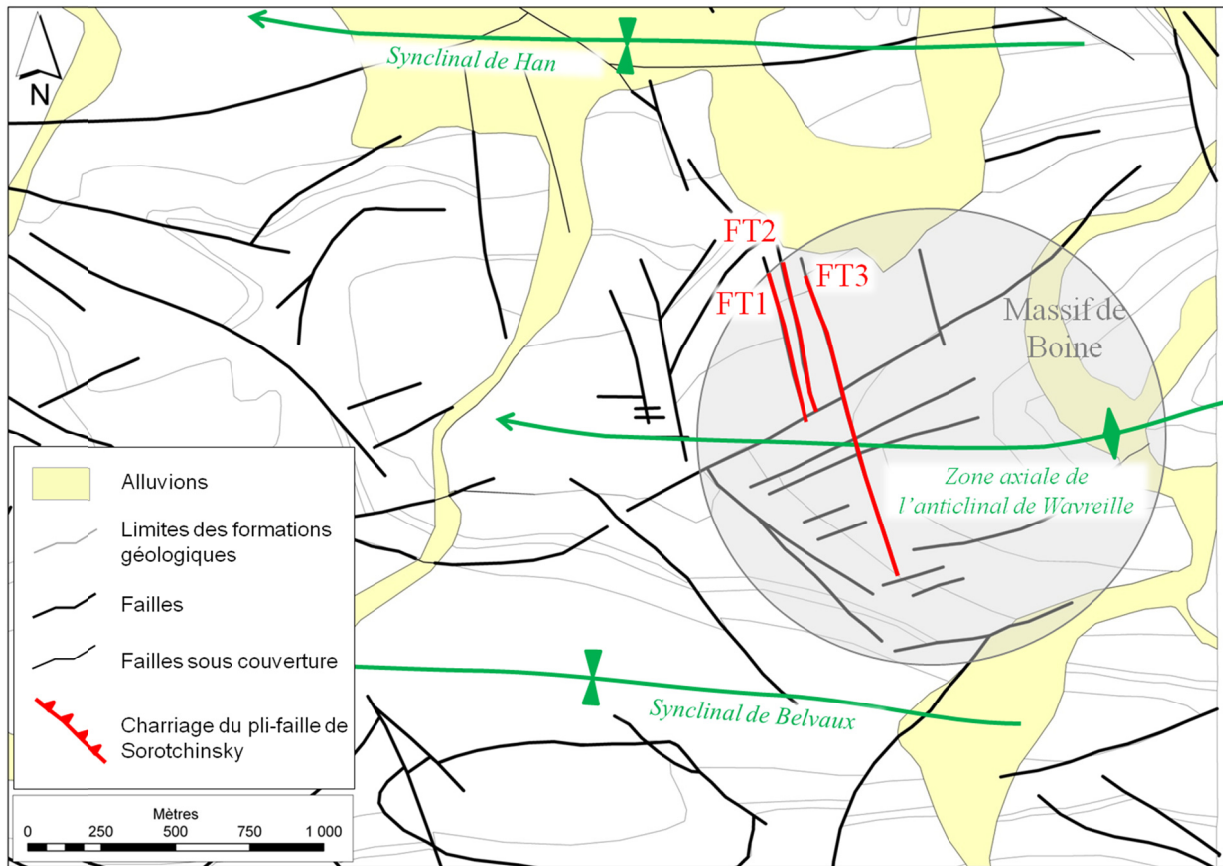 Synclinal de Han
N
FT2
FT3
FT1
Massif de
Boine
Zone axiale de
l'anticlinal de Wavreille
Synclinal de Belvaux
Alluvions
Limites des formations
géologiques
Failles
Failles sous couverture
Charriage du pli-faille de
Sorotchinsky
Mètres
0 250 500 750 1 000